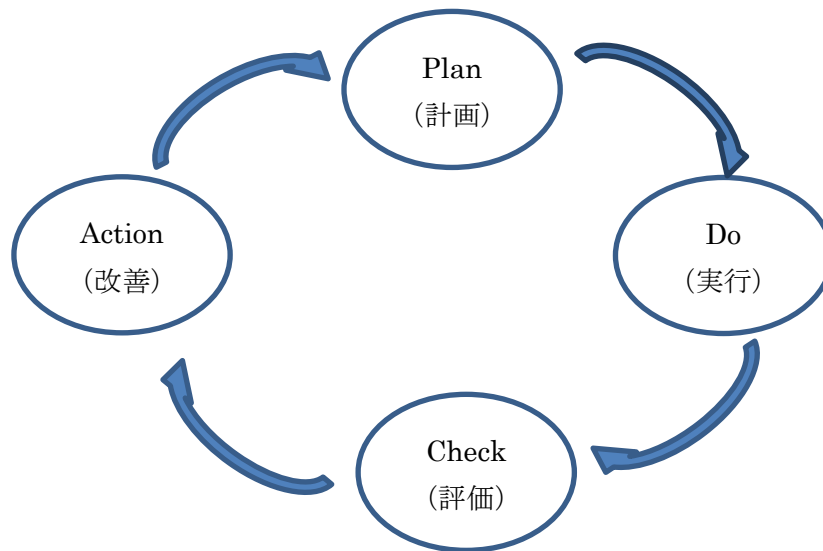 Plan
（計画）
Do
（実行）
Check
（評価）
Action
（改善）